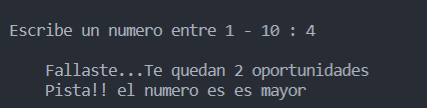 Escribe un numero entre 1 - 10 : 4
Fallaste...Te quedan 2 oportunidades
Pista!! el numero es es mayor